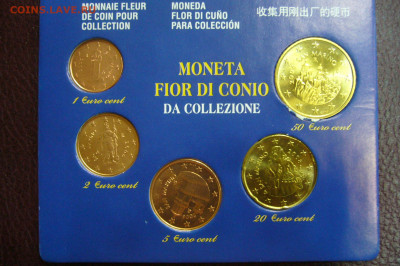 COINS.LAVE.RU
MONNAIE FLEUR
DE COIN POUR
COLLECTION
MONEDA
FLOR DI CUÑO
PARA COLECCIÓN
收集用刚出厂的硬币
MONETA
FIOR DI CONIO
DA COLLEZIONE
1 Euro cent
2 Euro cent
5 Euro cent
20 Euro cent
50 Euro cent